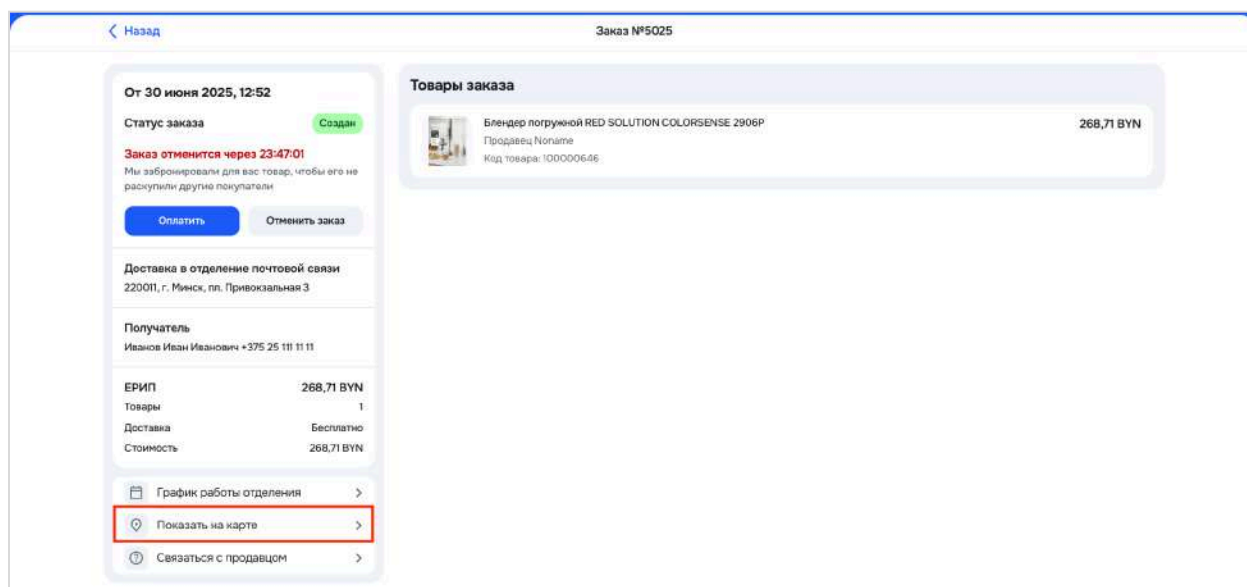 Назад
Заказ №5025
От 30 июня 2025, 12:52
Статус заказа Создан
Заказ отменится через 23:47:01
Мы забронировали для вас товар, чтобы его не
раскупили другие покупатели
Оплатить Отменить заказ
Доставка в отделение почтовой связи
220011, г. Минск, пл. Привокзальная 3
Получатель
Иванов Иван Иванович +375 25 111 11 11
ЕРИП 268,71 BYN
Товары 1
Доставка Бесплатно
Стоимость 268,71 BYN
График работы отделения
Показать на карте
Связаться с продавцом
Товары заказа
Блендер погружной RED SOLUTION COLORSENSE 2906P 268,71 BYN
Продавец Noname
Код товара: 100000646